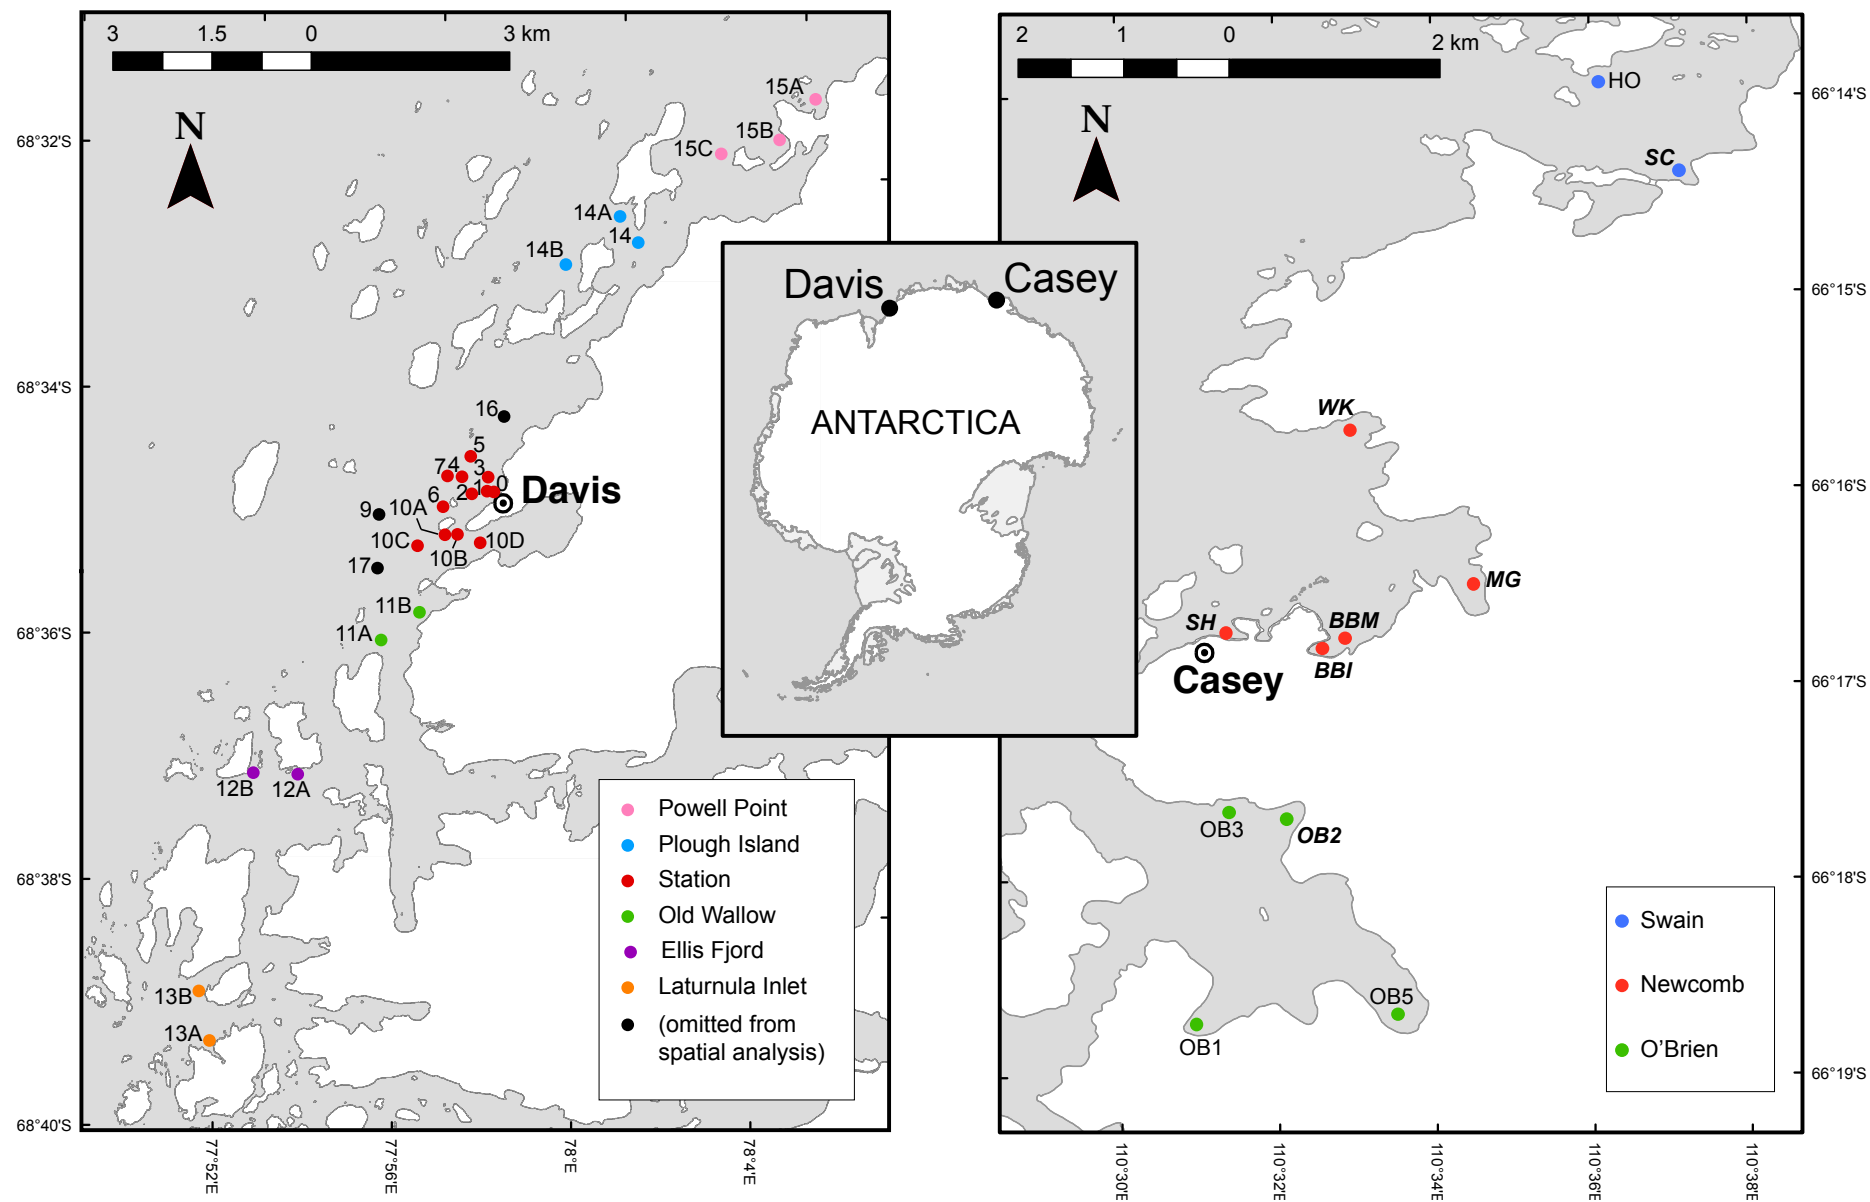 3 1.5 0 3 km
N
15A
15B
15C
14A
14
14B
16
5
7 4 3
2 1 0
6
Davis
9
10A
10C
10B
10D
17
11B
11A
12B
12A
13B
13A
68°32'S
68°34'S
68°36'S
68°38'S
68°40'S
77°52'E
77°56'E
78°E
78°4'E
Powell Point
Plough Island
Station
Old Wallow
Ellis Fjord
Laturnula Inlet
(omitted from
spatial analysis)
Davis
Casey
ANTARCTICA
2 1 0 2 km
N
HO
SC
WK
MG
SH
BBM
BBI
Casey
OB3
OB2
OB5
OB1
66°14'S
66°15'S
66°16'S
66°17'S
66°18'S
66°19'S
110°30'E
110°32'E
110°34'E
110°36'E
110°38'E
Swain
Newcomb
O'Brien